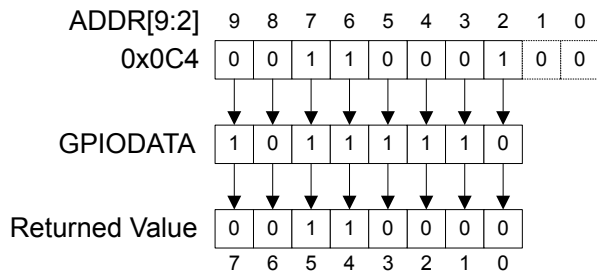 ADDR[9:2] 9 8 7 6 5 4 3 2 1 0
0x0C4 0 0 1 1 0 0 0 1 0 0
GPIODATA 1 0 1 1 1 1 1 0
Returned Value 0 0 1 1 0 0 0 0
7 6 5 4 3 2 1 0